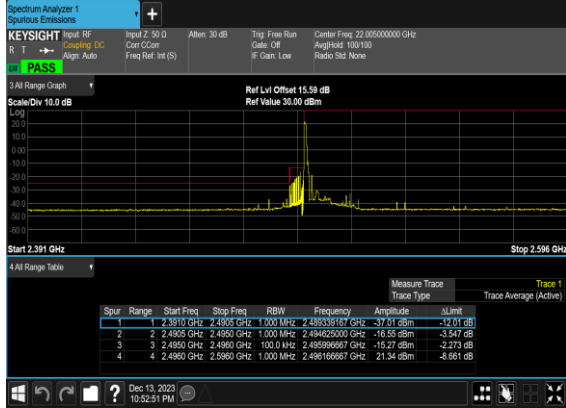 Spectrum Analyzer 1
Spurious Emissions
+
KEYSIGHT Input: RF Input Z: 50 Ω Atten: 30 dB Trig: Free Run Center Freq: 22.005000000 GHz
R T Coupling: DC Corr CCorr Gate: Off Avg|Hold: 100/100
Align: Auto Freq Ref: Int (S) IF Gain: Low Radio Std: None
PASS
3 All Range Graph
Ref Lvl Offset 15.59 dB
Scale/Div 10.0 dB Ref Value 30.00 dBm
Log
20.0
10.0
0.00
-10.0
-20.0
-30.0
-40.0
-50.0
-60.0
Start 2.391 GHz Stop 2.596 GHz
4 All Range Table
Measure Trace Trace 1
Trace Type Trace Average (Active)
Spur Range Start Freq Stop Freq RBW Frequency Amplitude ΔLimit
1 1 2.3910 GHz 2.4905 GHz 1.000 MHz 2.489339167 GHz -37.01 dBm -12.01 dB
2 2 2.4905 GHz 2.4950 GHz 1.000 MHz 2.494625000 GHz -16.55 dBm -3.547 dB
3 3 2.4950 GHz 2.4960 GHz 100.0 kHz 2.495996667 GHz -15.27 dBm -2.273 dB
4 4 2.4960 GHz 2.5960 GHz 1.000 MHz 2.496166667 GHz 21.34 dBm -8.661 dB
? Dec 13, 2023
10:52:51 PM